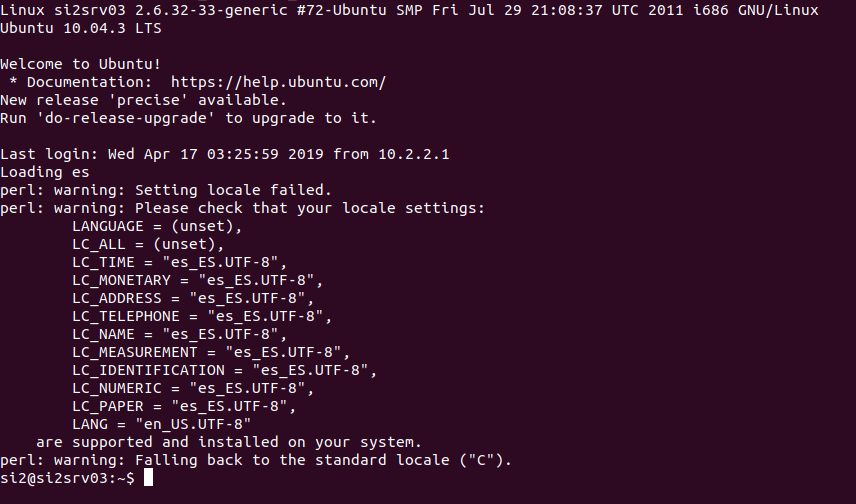 Linux si2srv03 2.6.32-33-generic #72-Ubuntu SMP Fri Jul 29 21:08:37 UTC 2011 i686 GNU/Linux
Ubuntu 10.04.3 LTS
Welcome to Ubuntu!
* Documentation:  https://help.ubuntu.com/
New release 'precise' available.
Run 'do-release-upgrade' to upgrade to it.
Last login: Wed Apr 17 03:25:59 2019 from 10.2.2.1
Loading es
perl: warning: Setting locale failed.
perl: warning: Please check that your locale settings:
LANGUAGE = (unset),
LC_ALL = (unset),
LC_TIME = "es_ES.UTF-8",
LC_MONETARY = "es_ES.UTF-8",
LC_ADDRESS = "es_ES.UTF-8",
LC_TELEPHONE = "es_ES.UTF-8",
LC_NAME = "es_ES.UTF-8",
LC_MEASUREMENT = "es_ES.UTF-8",
LC_IDENTIFICATION = "es_ES.UTF-8",
LC_NUMERIC = "es_ES.UTF-8",
LC_PAPER = "es_ES.UTF-8",
LANG = "en_US.UTF-8"
are supported and installed on your system.
perl: warning: Falling back to the standard locale ("C").
si2@si2srv03:~$